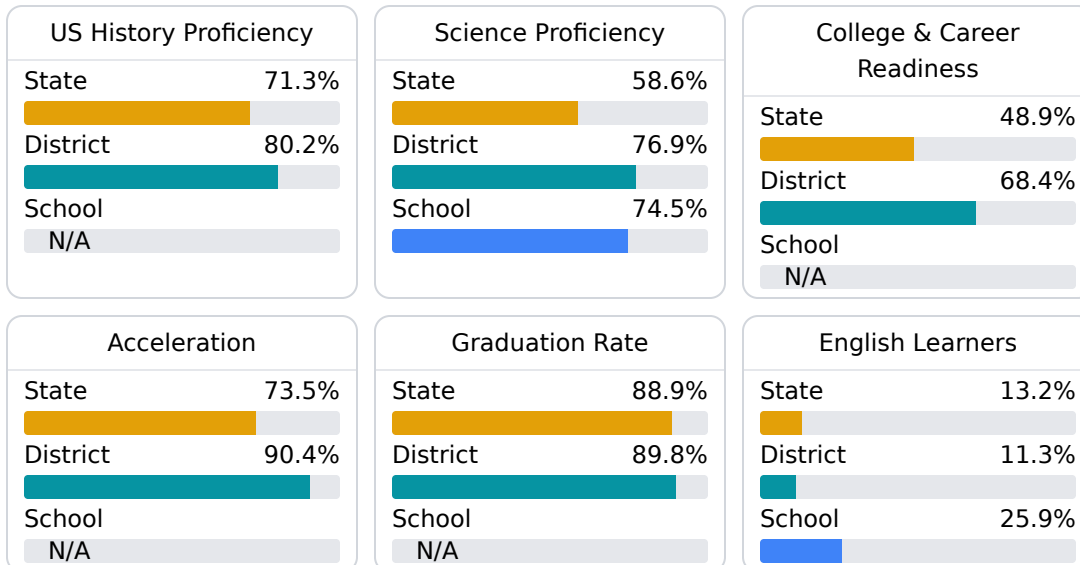 US History Proficiency
State 71.3%
District 80.2%
School
N/A
Science Proficiency
State 58.6%
District 76.9%
School 74.5%
College & Career
Readiness
State 48.9%
District 68.4%
School
N/A
Acceleration
State 73.5%
District 90.4%
School
N/A
Graduation Rate
State 88.9%
District 89.8%
School
N/A
English Learners
State 13.2%
District 11.3%
School 25.9%